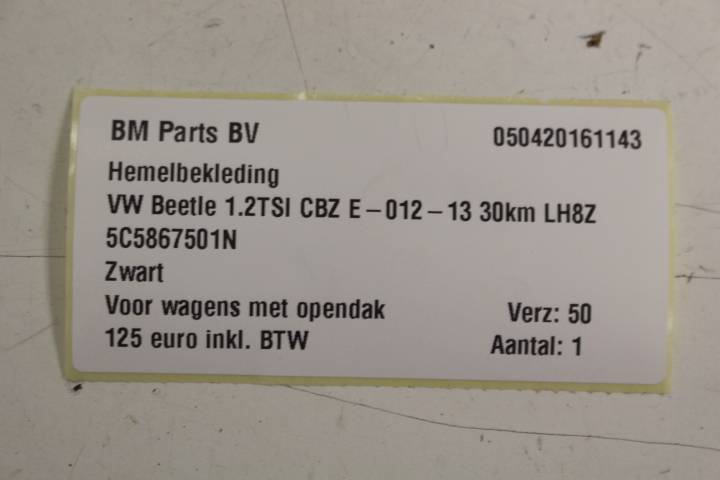 BM Parts BV 050420161143
Hemelbekleding
VW Beetle 1.2TSI CBZ E-012-13 30km LH8Z
5C5867501N
Zwart
Voor wagens met opendak Verz: 50
125 euro inkl. BTW Aantal: 1